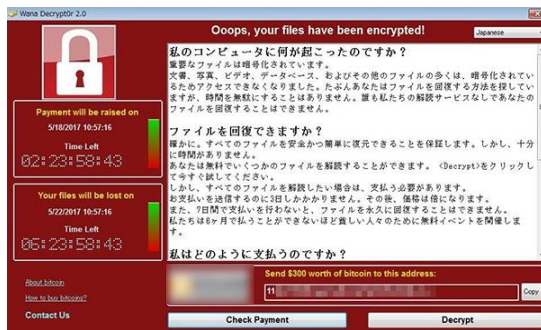 Wana Decrypt0r 2.0
Ooops, your files have been encrypted!
Japanese
Payment will be raised on
5/18/2017 10:57:16
Time Left
02:23:58:43
Your files will be lost on
5/22/2017 10:57:16
Time Left
06:23:58:43
About bitcoin
How to buy bitcoins?
Contact Us
私のコンピュータに何が起こったのですか?
重要なファイルは暗号化されています。
文書、写真、ビデオ、データベース、およびその他のファイルの多くは、暗号化されてい
るためアクセスできなくなりました。たぶんあなたはファイルを回復する方法を探してい
ますが、時間を無駄にすることはありません。誰も私たちの解読サービスなしであなたの
ファイルを回復することはできません。
ファイルを回復できますか?
確かに。すべてのファイルを安全かつ簡単に復元できることを保証します。しかし、十分
に時間がありません。
あなたは無料でいくつかのファイルを解読することができます。 <Decrypt>をクリックし
て今すぐ試してください。
しかし、すべてのファイルを解読したい場合は、支払う必要があります。
お支払いを送信するのに3日しかかかりません。その後、価格は倍になります。
また、7日間で支払いを行わないと、ファイルを永久に回復することはできません。
私たちは6ヶ月で払うことができないほど貧しい人々のために無料イベントを開催しま
す。
私はどのように支払うのですか?
Send $300 worth of bitcoin to this address:
11
Copy
Check Payment
Decrypt